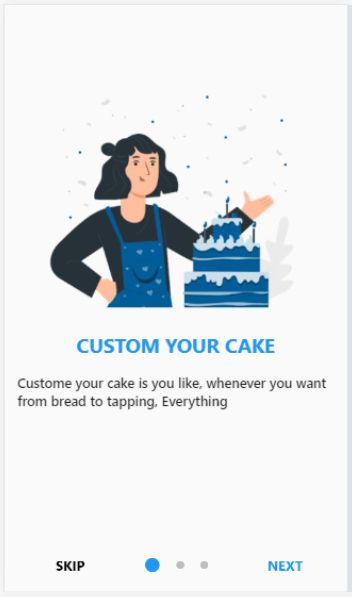 CUSTOM YOUR CAKE
Custome your cake is you like, whenever you want
from bread to tapping, Everything
SKIP
NEXT